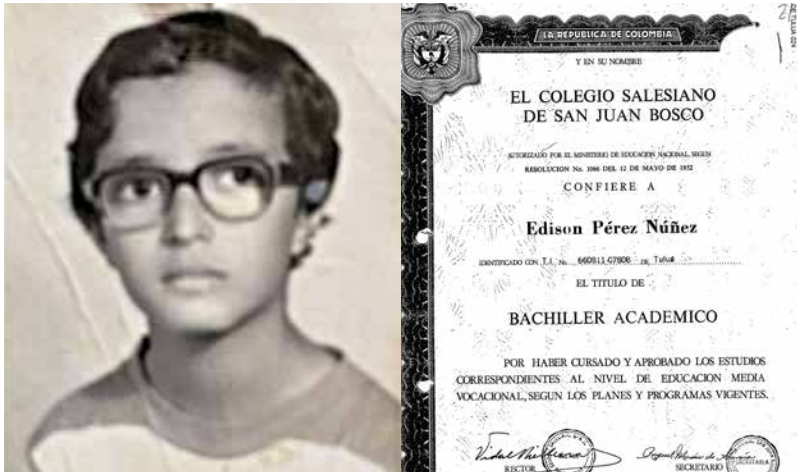 LA REPUBLICA DE COLOMBIA
Y EN SU NOMBRE
EL COLEGIO SALESIANO
DE SAN JUAN BOSCO
AUTORIZADO POR EL MINISTERIO DE EDUCACION NACIONAL, SEGUN
RESOLUCION No. 1066 DEL 12 DE MAYO DE 1952
CONFIERE A
Edison Pérez Núñez
IDENTIFICADO CON T.I. No. 660811-07808 DE Tuluá
EL TITULO DE
BACHILLER ACADEMICO
POR HABER CURSADO Y APROBADO LOS ESTUDIOS
CORRESPONDIENTES AL NIVEL DE EDUCACION MEDIA
VOCACIONAL, SEGUN LOS PLANES Y PROGRAMAS VIGENTES.
RECTOR
SECRETARIO